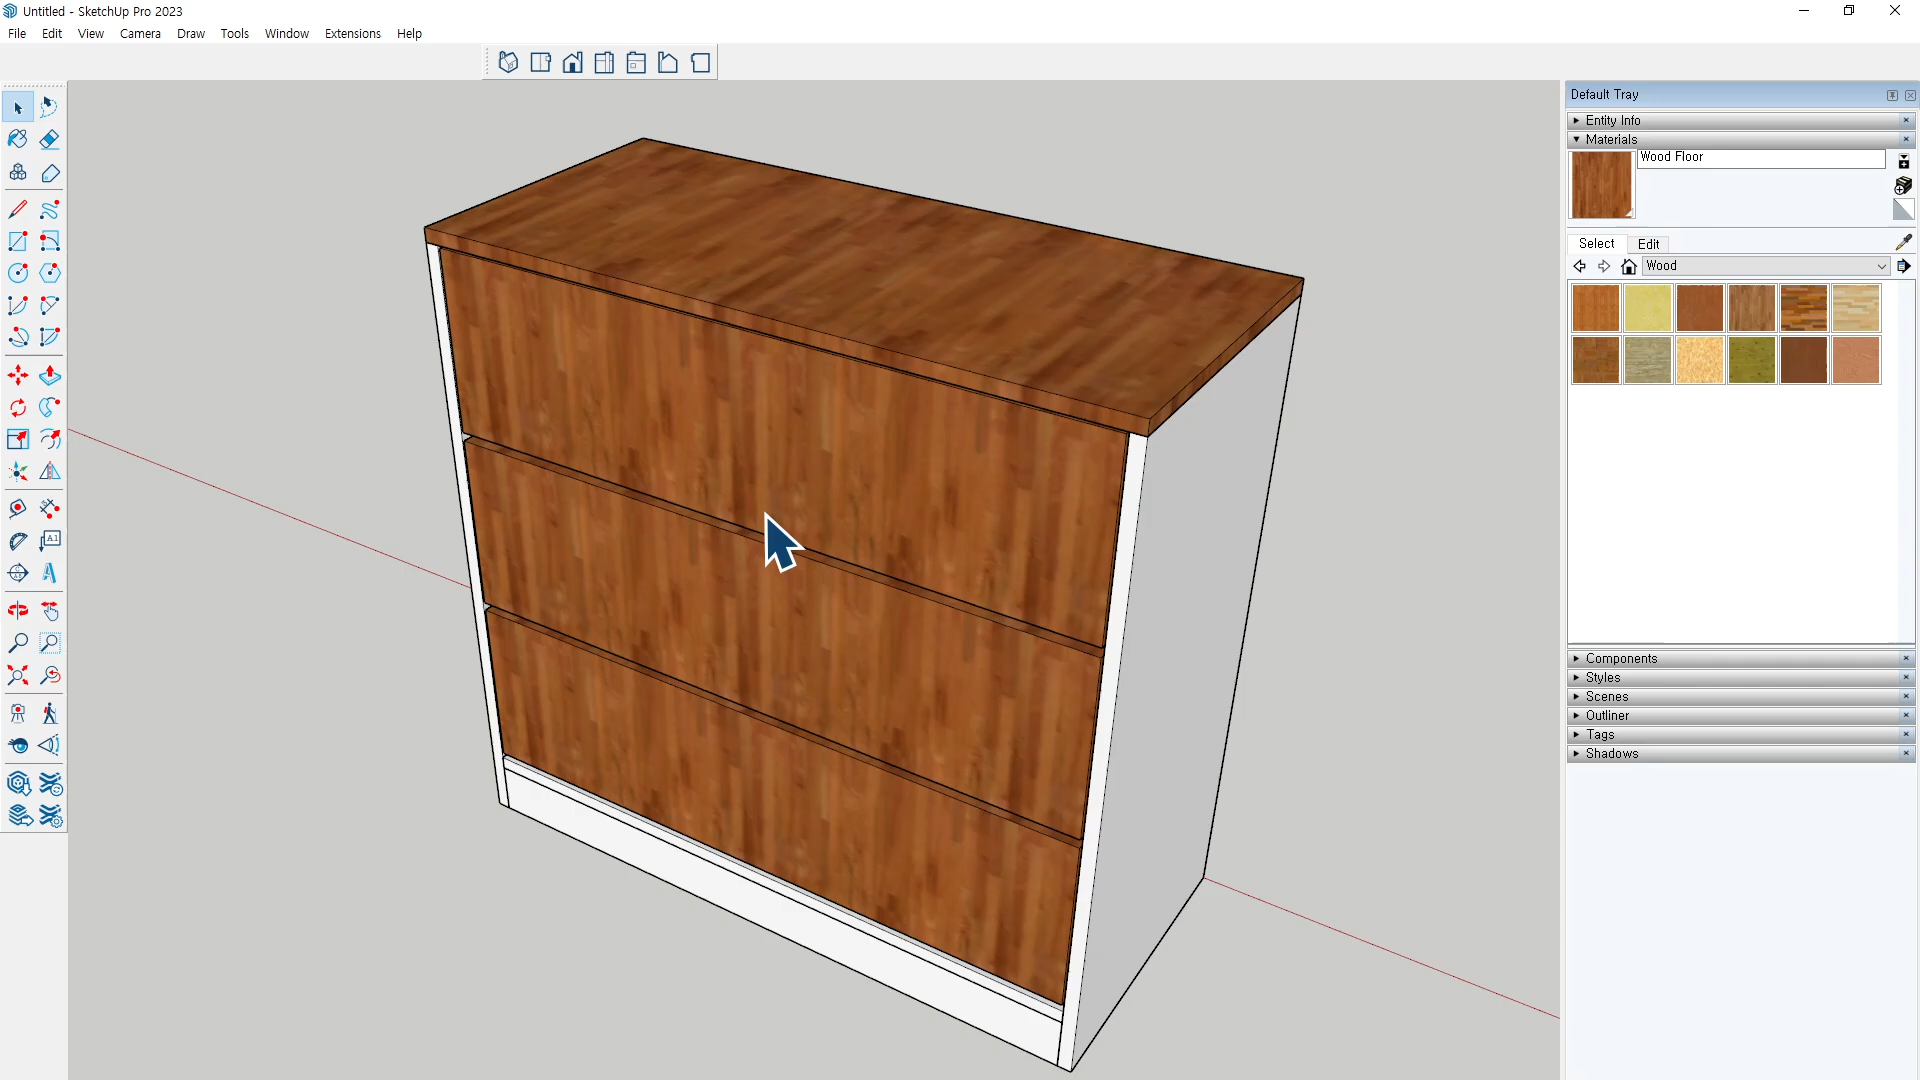 Untitled - SketchUp Pro 2023
File Edit View Camera Draw Tools Window Extensions Help
Default Tray
Entity Info
Materials
Wood Floor
Select Edit
Wood
A1
Components
Styles
Scenes
Outliner
Tags
Shadows